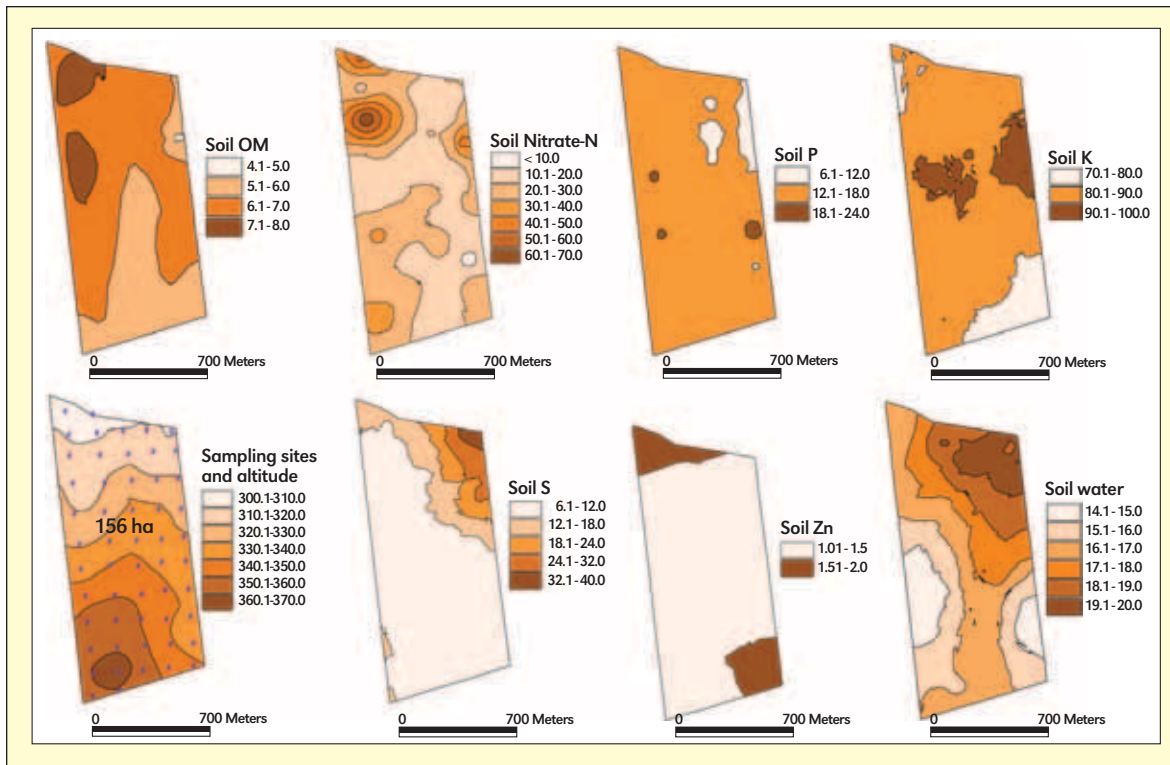 Soil OM
4.1 - 5.0
5.1 - 6.0
6.1 - 7.0
7.1 - 8.0
0 700 Meters
Soil Nitrate-N
< 10.0
10.1 - 20.0
20.1 - 30.0
30.1 - 40.0
40.1 - 50.0
50.1 - 60.0
60.1 - 70.0
0 700 Meters
Soil P
6.1 - 12.0
12.1 - 18.0
18.1 - 24.0
0 700 Meters
Soil K
70.1 - 80.0
80.1 - 90.0
90.1 - 100.0
0 700 Meters
156 ha
Sampling sites
and altitude
300.1-310.0
310.1-320.0
320.1-330.0
330.1-340.0
340.1-350.0
350.1-360.0
360.1-370.0
0 700 Meters
Soil S
6.1 - 12.0
12.1 - 18.0
18.1 - 24.0
24.1 - 32.0
32.1 - 40.0
0 700 Meters
Soil Zn
1.01 - 1.5
1.51 - 2.0
0 700 Meters
Soil water
14.1 - 15.0
15.1 - 16.0
16.1 - 17.0
17.1 - 18.0
18.1 - 19.0
19.1 - 20.0
0 700 Meters